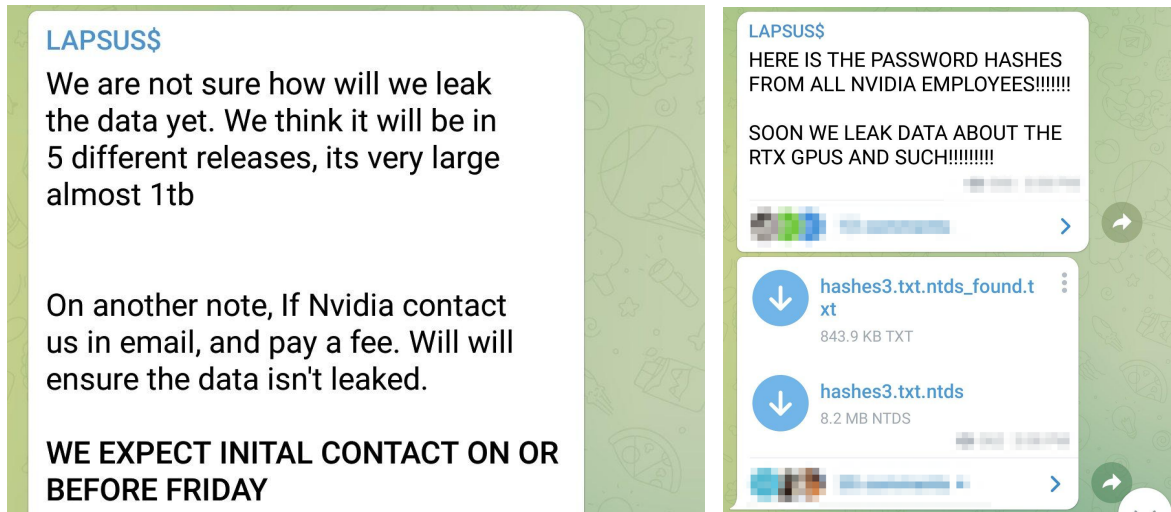 LAPSUS$
We are not sure how will we leak
the data yet. We think it will be in
5 different releases, its very large
almost 1tb
On another note, If Nvidia contact
us in email, and pay a fee. Will will
ensure the data isn't leaked.
WE EXPECT INITAL CONTACT ON OR
BEFORE FRIDAY
LAPSUS$
HERE IS THE PASSWORD HASHES
FROM ALL NVIDIA EMPLOYEES!!!!!!!
SOON WE LEAK DATA ABOUT THE
RTX GPUS AND SUCH!!!!!!!!!
hashes3.txt.ntds_found.t
xt
843.9 KB TXT
hashes3.txt.ntds
8.2 MB NTDS